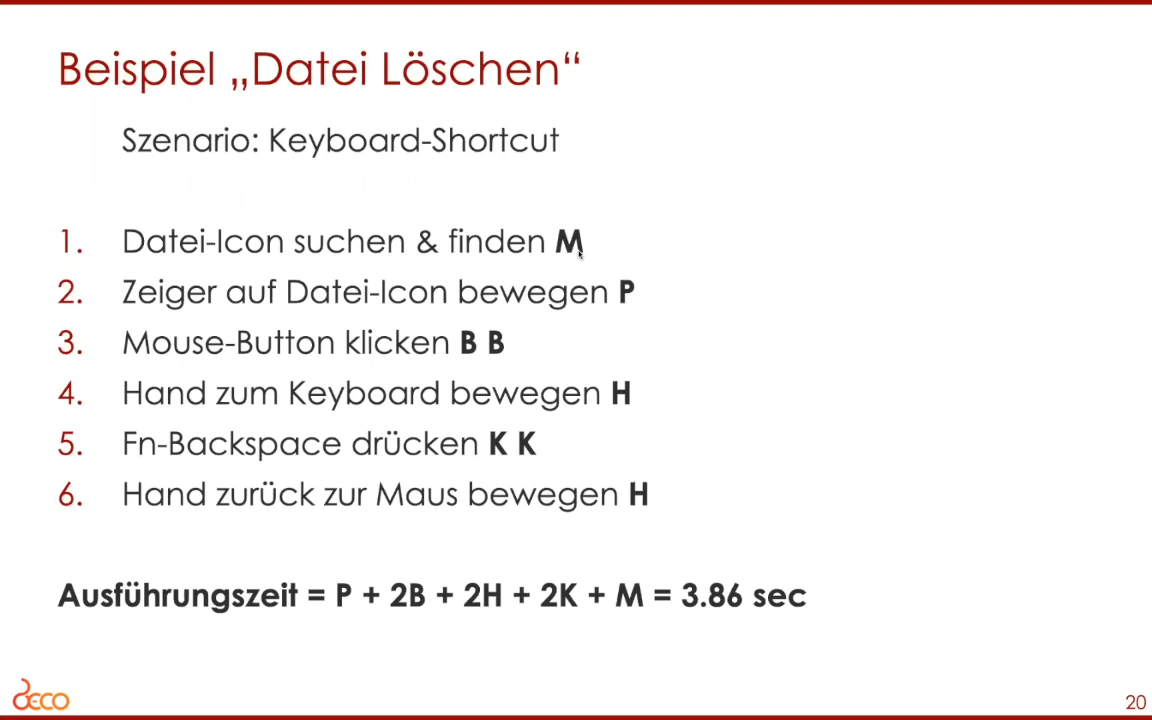 Beispiel „Datei Löschen“
Szenario: Keyboard-Shortcut
1. Datei-Icon suchen & finden M
2. Zeiger auf Datei-Icon bewegen P
3. Mouse-Button klicken B B
4. Hand zum Keyboard bewegen H
5. Fn-Backspace drücken K K
6. Hand zurück zur Maus bewegen H
Ausführungszeit = P + 2B + 2H + 2K + M = 3.86 sec
DECO
20